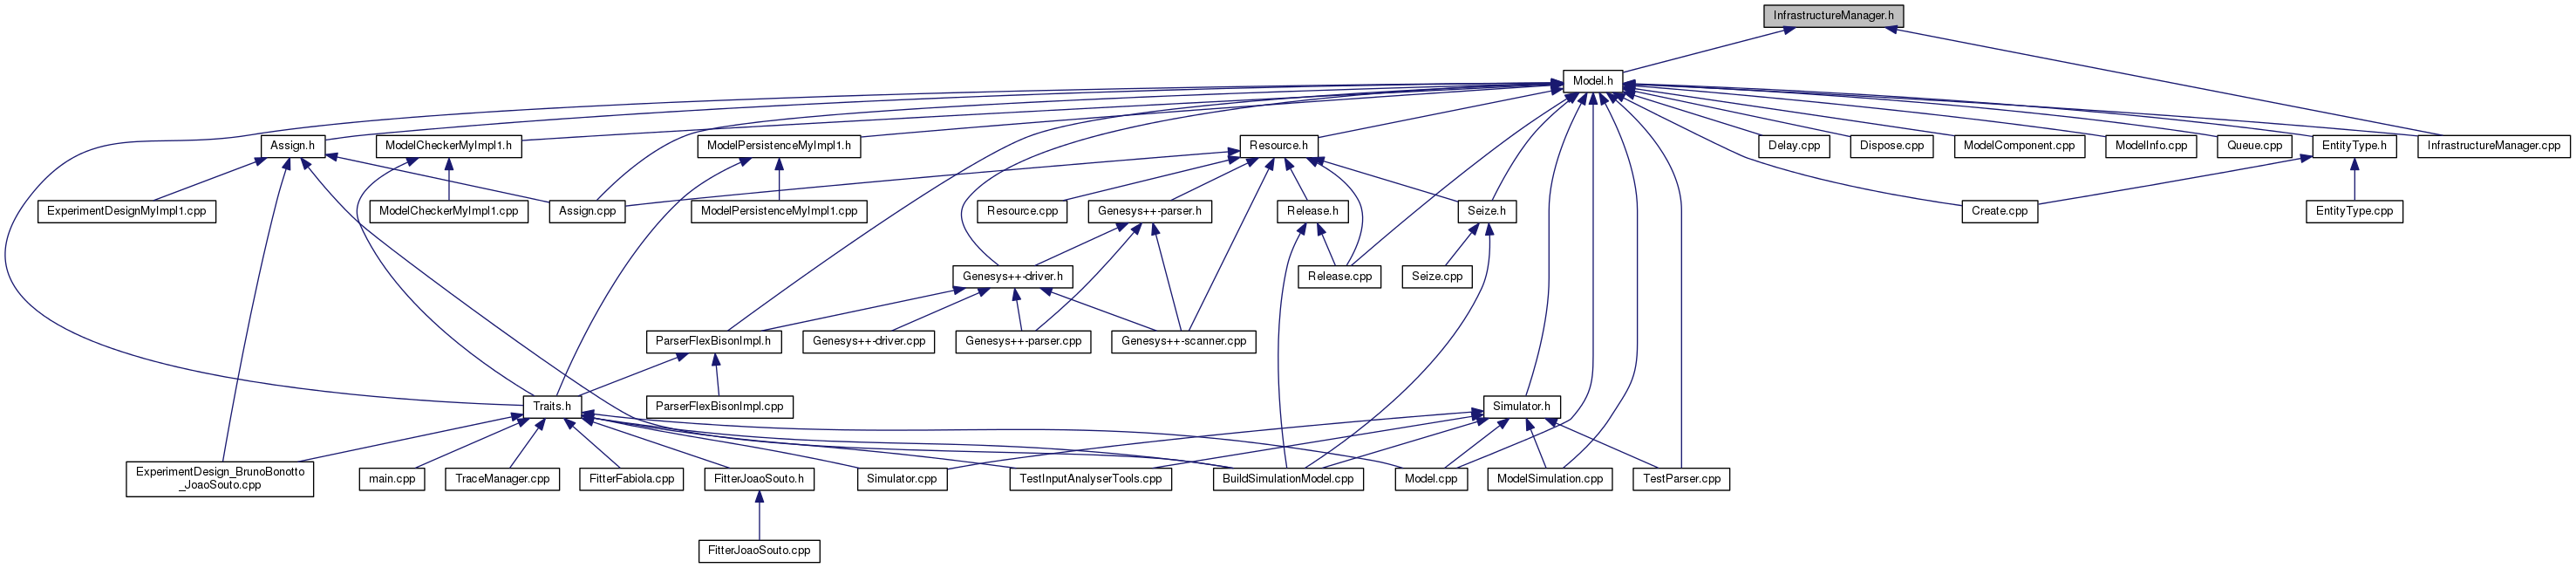 InfrastructureManager.h
Model.h
Assign.h
ModelCheckerMyImpl1.h
ModelPersistenceMyImpl1.h
Resource.h
Delay.cpp
Dispose.cpp
ModelComponent.cpp
ModelInfo.cpp
Queue.cpp
EntityType.h
InfrastructureManager.cpp
ExperimentDesignMyImpl1.cpp
ModelCheckerMyImpl1.cpp
Assign.cpp
ModelPersistenceMyImpl1.cpp
Resource.cpp
Genesys++-parser.h
Release.h
Seize.h
Create.cpp
EntityType.cpp
Genesys++-driver.h
Release.cpp
Seize.cpp
ParserFlexBisonImpl.h
Genesys++-driver.cpp
Genesys++-parser.cpp
Genesys++-scanner.cpp
Traits.h
ParserFlexBisonImpl.cpp
Simulator.h
ExperimentDesign_BrunoBonotto
_JoaoSouto.cpp
main.cpp
TraceManager.cpp
FitterFabiola.cpp
FitterJoaoSouto.h
Simulator.cpp
TestInputAnalyserTools.cpp
BuildSimulationModel.cpp
Model.cpp
ModelSimulation.cpp
TestParser.cpp
FitterJoaoSouto.cpp